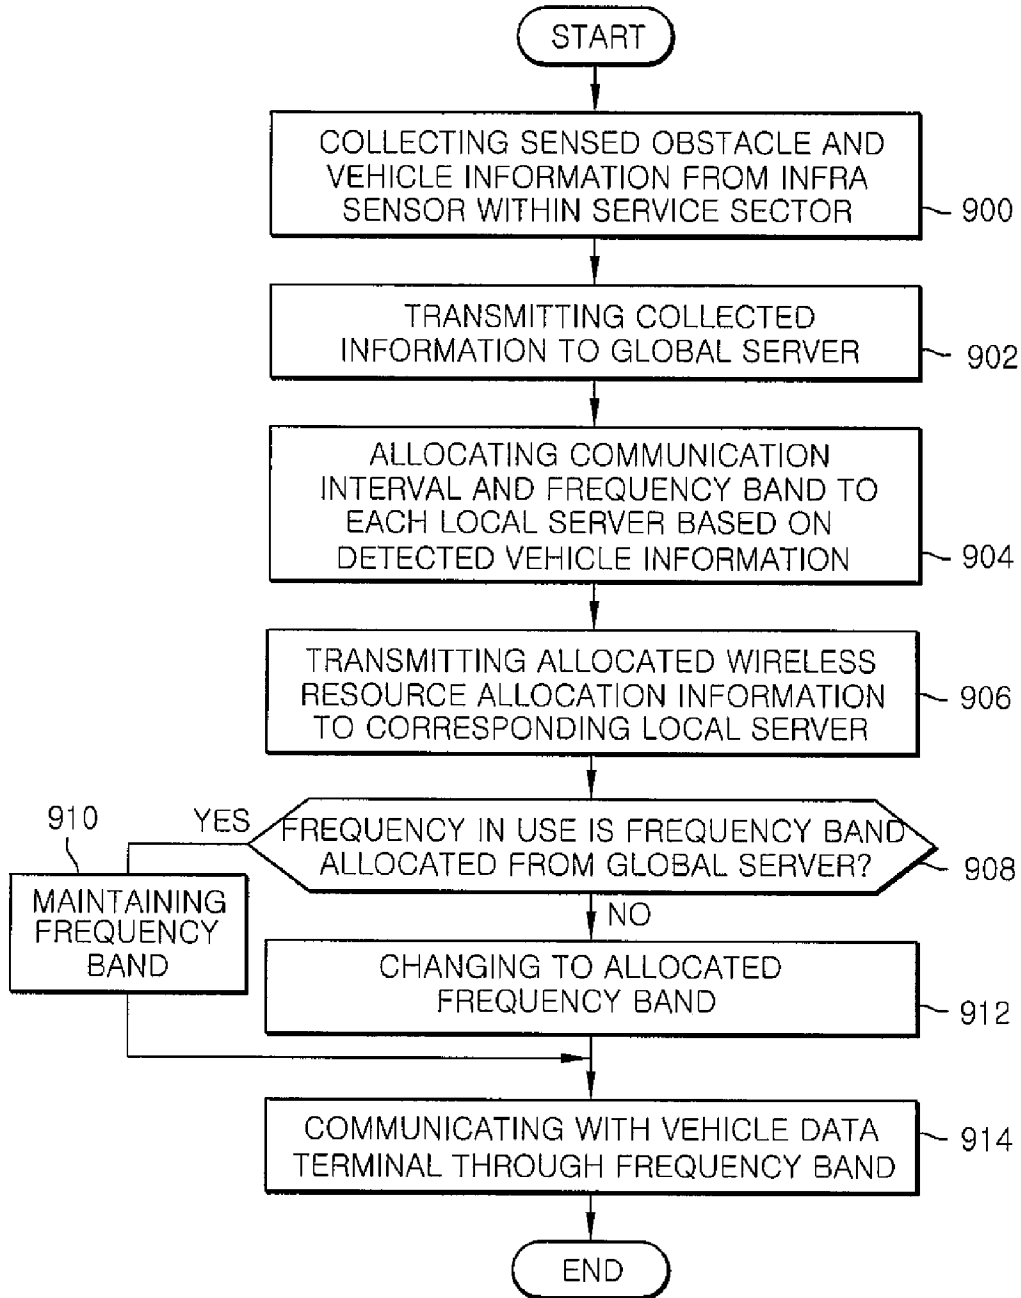 START
COLLECTING SENSED OBSTACLE AND
VEHICLE INFORMATION FROM INFRA
SENSOR WITHIN SERVICE SECTOR
900
TRANSMITTING COLLECTED
INFORMATION TO GLOBAL SERVER
902
ALLOCATING COMMUNICATION
INTERVAL AND FREQUENCY BAND TO
EACH LOCAL SERVER BASED ON
DETECTED VEHICLE INFORMATION
904
TRANSMITTING ALLOCATED WIRELESS
RESOURCE ALLOCATION INFORMATION
TO CORRESPONDING LOCAL SERVER
906
FREQUENCY IN USE IS FREQUENCY BAND
ALLOCATED FROM GLOBAL SERVER?
908
YES
910
MAINTAINING
FREQUENCY
BAND
NO
CHANGING TO ALLOCATED
FREQUENCY BAND
912
COMMUNICATING WITH VEHICLE DATA
TERMINAL THROUGH FREQUENCY BAND
914
END